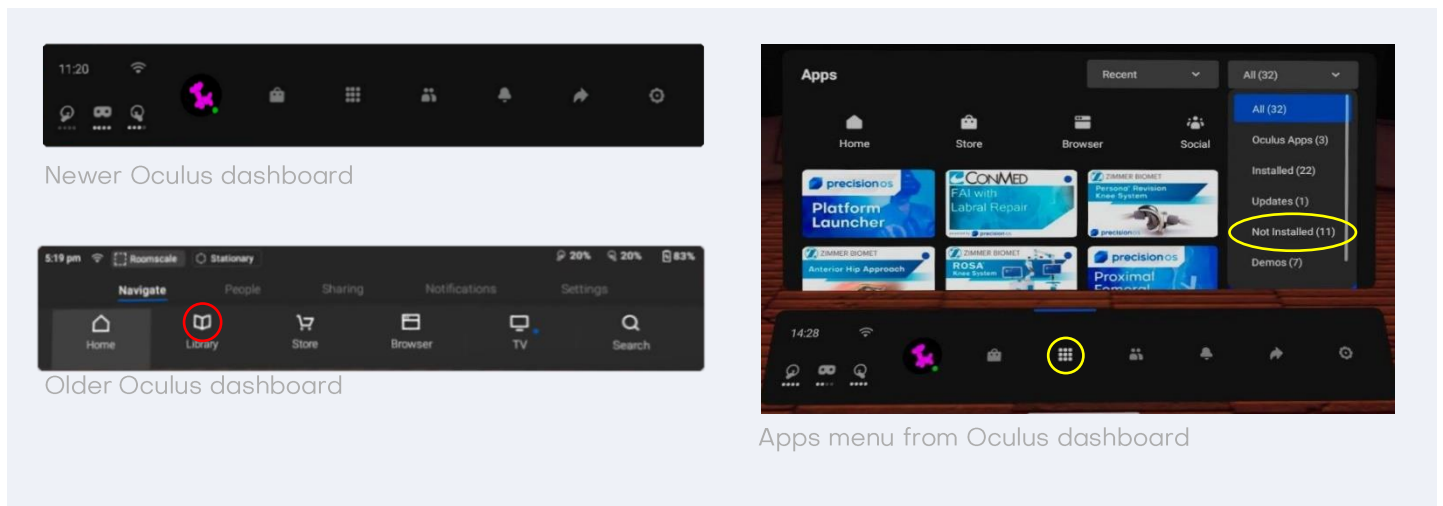 11:20
Newer Oculus dashboard
5:19 pm Roomscale Stationary 20% 20% 83%
Navigate People Sharing Notifications Settings
Home Library Store Browser TV Search
Older Oculus dashboard
Apps Recent All (32)
All (32)
Oculus Apps (3)
Installed (22)
Updates (1)
Not Installed (11)
Demos (7)
Home Store Browser Social
precisionos
Platform
Launcher
CONMED
FAI with
Labral Repair
precisionos
ZIMMER BIOMET
Persona® Revision
Knee System
precisionos
ZIMMER BIOMET
Anterior Hip Approach
ZIMMER BIOMET
ROSA®
Knee System
precisionos
Proximal
Femoral
14:28
Apps menu from Oculus dashboard